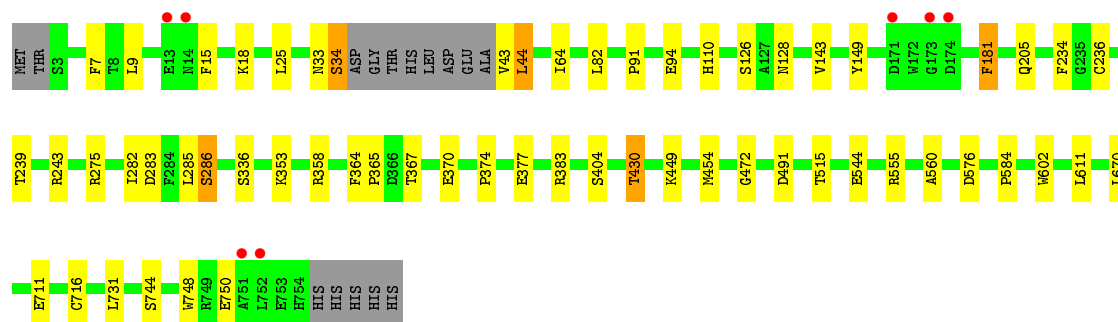 MET THR S3 F7 T8 L9 E13 N14 F15 K18 L25 N33 S34 ASP GLY THR HIS LEU ASP GLU ALA V43 L44 I64 L82 P91 E94 H110 S126 A127 N128 V143 Y149 D171 W172 G173 D174 F181 Q205 F234 G235 C236
T239 R243 R275 I282 D283 F284 L285 S286 S336 K353 R358 F364 P365 D366 T367 E370 P374 E377 R383 S404 T430 K449 M454 G472 D491 T515 E544 R555 A560 D576 P584 W602 L611 L670
E711 C716 L731 S744 W748 R749 E750 A751 L752 E753 H754 HIS HIS HIS HIS HIS